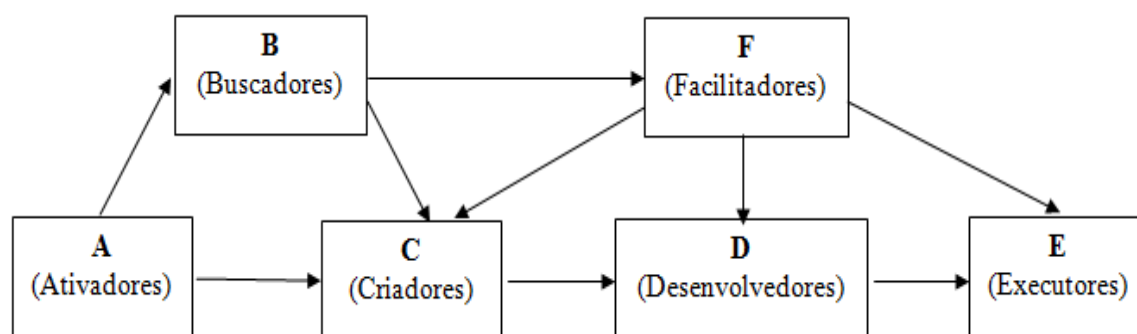 B
(Buscadores)
F
(Facilitadores)
A
(Ativadores)
C
(Criadores)
D
(Desenvolvedores)
E
(Executores)